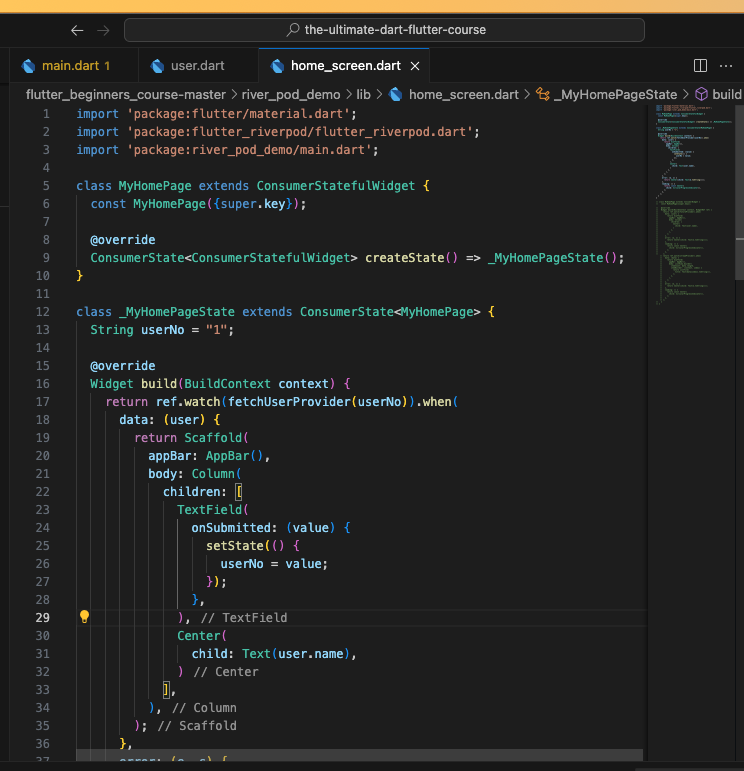 the-ultimate-dart-flutter-course
main.dart 1 user.dart home_screen.dart
flutter_beginners_course-master > river_pod_demo > lib > home_screen.dart > _MyHomePageState > build
1 import 'package:flutter/material.dart';
2 import 'package:flutter_riverpod/flutter_riverpod.dart';
3 import 'package:river_pod_demo/main.dart';
4
5 class MyHomePage extends ConsumerStatefulWidget {
6 const MyHomePage({super.key});
7
8 @override
9 ConsumerState<ConsumerStatefulWidget> createState() => _MyHomePageState();
10 }
11
12 class _MyHomePageState extends ConsumerState<MyHomePage> {
13 String userNo = "1";
14
15 @override
16 Widget build(BuildContext context) {
17 return ref.watch(fetchUserProvider(userNo)).when(
18 data: (user) {
19 return Scaffold(
20 appBar: AppBar(),
21 body: Column(
22 children: [
23 TextField(
24 onSubmitted: (value) {
25 setState(() {
26 userNo = value;
27 });
28 },
29 ), // TextField
30 Center(
31 child: Text(user.name),
32 ) // Center
33 ],
34 ), // Column
35 ); // Scaffold
36 },
37 error: (e, s) {